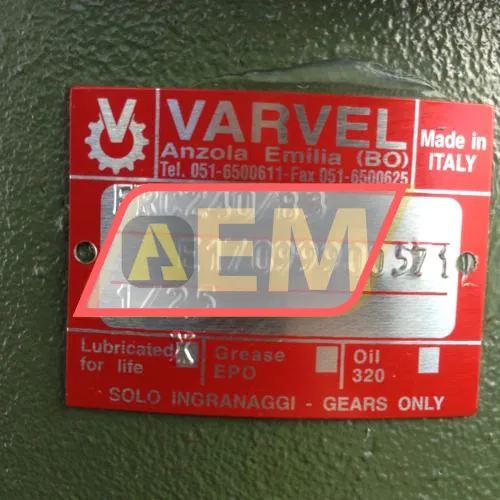 VARVEL
Anzola Emilia (BO)
Tel. 051-6500611-Fax 051-6500625
Made in
ITALY
AEM
Lubricated
for life
X
Grease
EPO
Oil
320
SOLO INGRANAGGI - GEARS ONLY